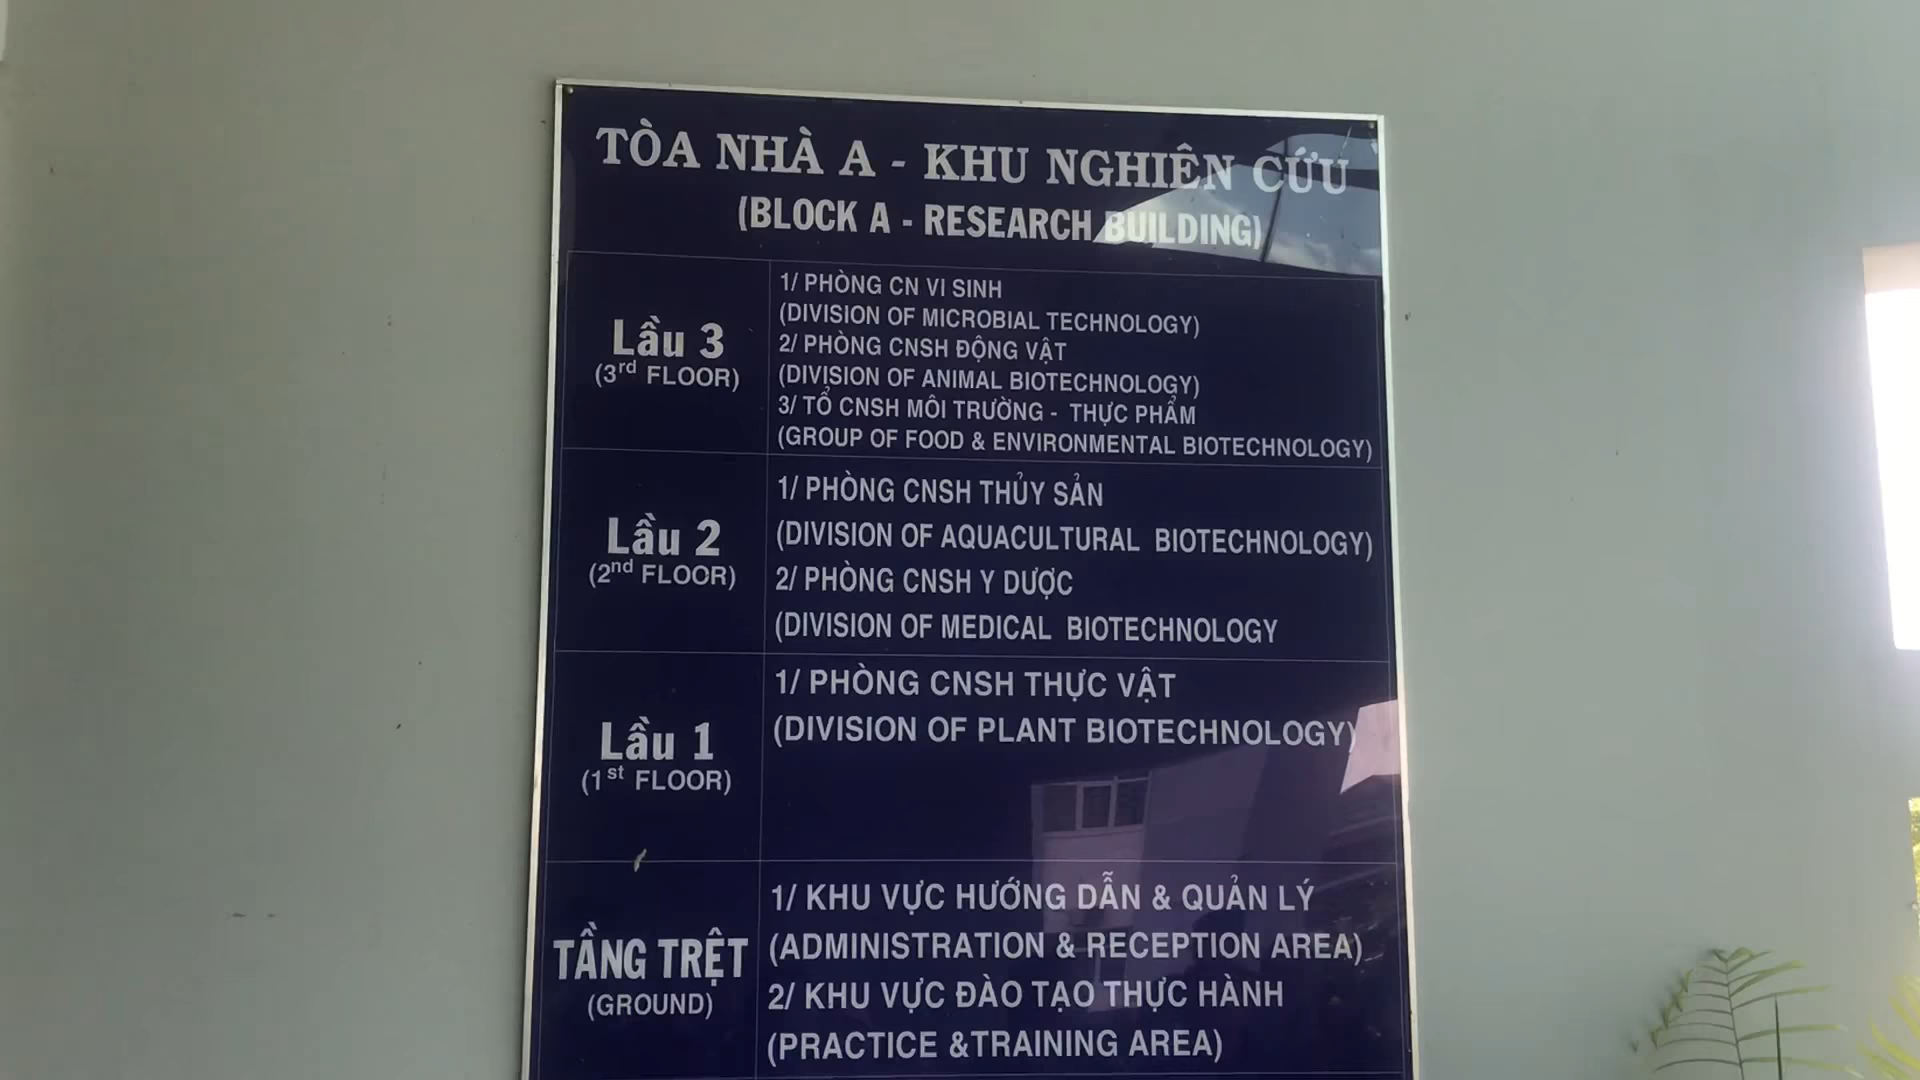 TÒA NHÀ A - KHU NGHIÊN CỨU
(BLOCK A - RESEARCH BUILDING)
Lầu 3
(3rd FLOOR)
1/ PHÒNG CN VI SINH
(DIVISION OF MICROBIAL TECHNOLOGY)
2/ PHÒNG CNSH ĐỘNG VẬT
(DIVISION OF ANIMAL BIOTECHNOLOGY)
3/ TỔ CNSH MÔI TRƯỜNG - THỰC PHẨM
(GROUP OF FOOD & ENVIRONMENTAL BIOTECHNOLOGY)
Lầu 2
(2nd FLOOR)
1/ PHÒNG CNSH THỦY SẢN
(DIVISION OF AQUACULTURAL BIOTECHNOLOGY)
2/ PHÒNG CNSH Y DƯỢC
(DIVISION OF MEDICAL BIOTECHNOLOGY
Lầu 1
(1st FLOOR)
1/ PHÒNG CNSH THỰC VẬT
(DIVISION OF PLANT BIOTECHNOLOGY)
TẦNG TRỆT
(GROUND)
1/ KHU VỰC HƯỚNG DẪN & QUẢN LÝ
(ADMINISTRATION & RECEPTION AREA)
2/ KHU VỰC ĐÀO TẠO THỰC HÀNH
(PRACTICE &TRAINING AREA)